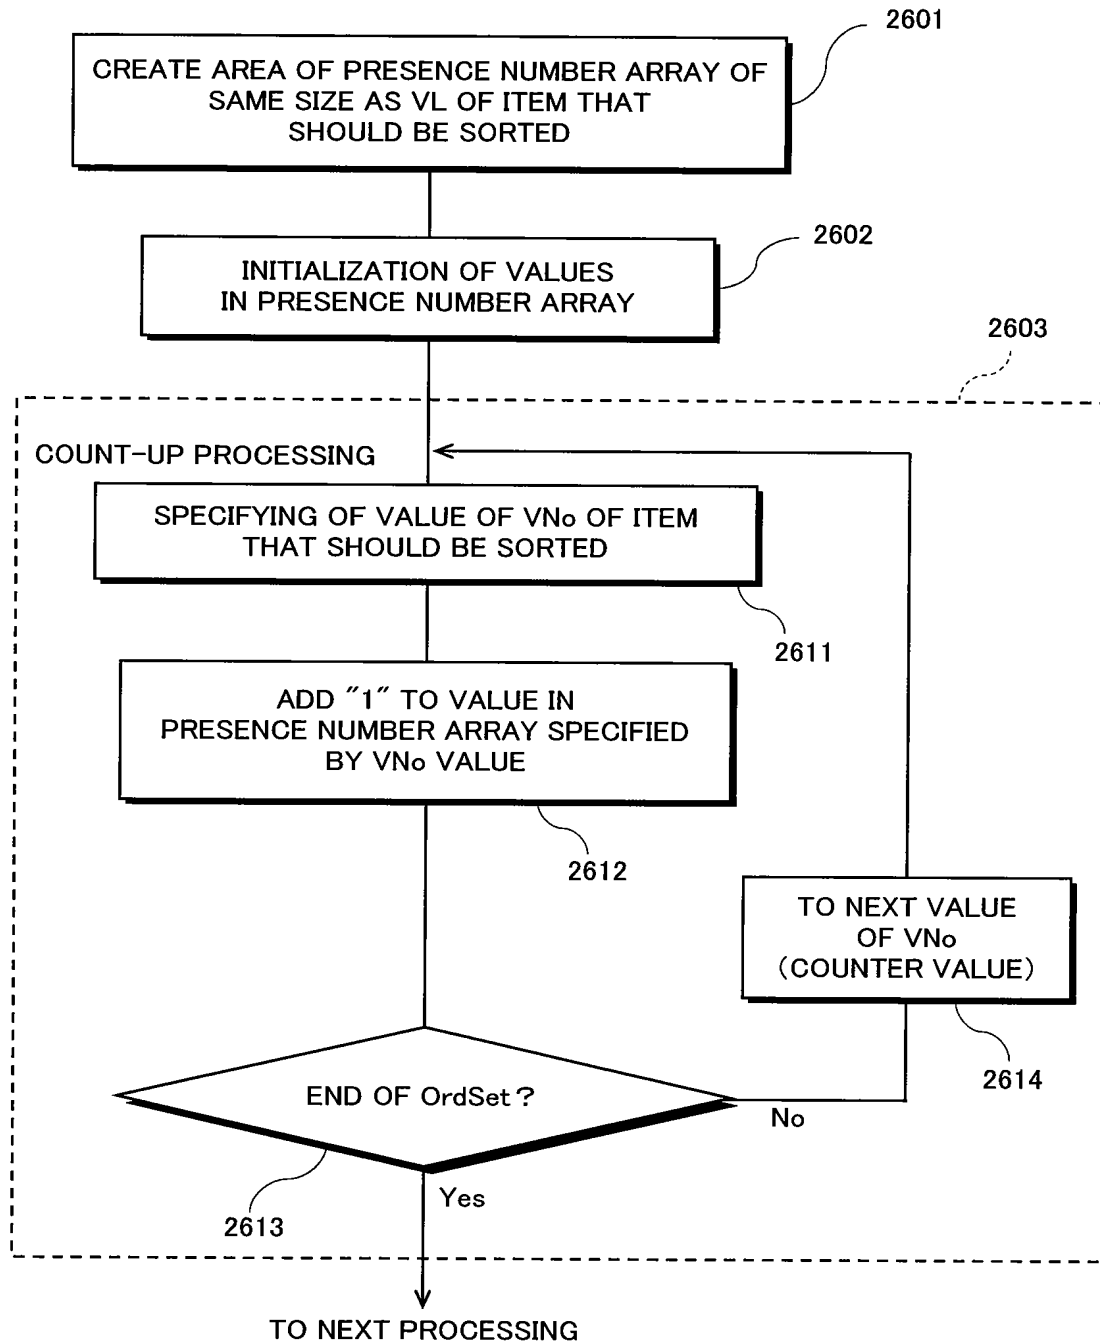 2601
CREATE AREA OF PRESENCE NUMBER ARRAY OF
SAME SIZE AS VL OF ITEM THAT
SHOULD BE SORTED
2602
INITIALIZATION OF VALUES
IN PRESENCE NUMBER ARRAY
2603
COUNT-UP PROCESSING
SPECIFYING OF VALUE OF VNo OF ITEM
THAT SHOULD BE SORTED
2611
ADD "1" TO VALUE IN
PRESENCE NUMBER ARRAY SPECIFIED
BY VNo VALUE
2612
TO NEXT VALUE
OF VNo
(COUNTER VALUE)
2614
END OF OrdSet?
No
Yes
2613
TO NEXT PROCESSING